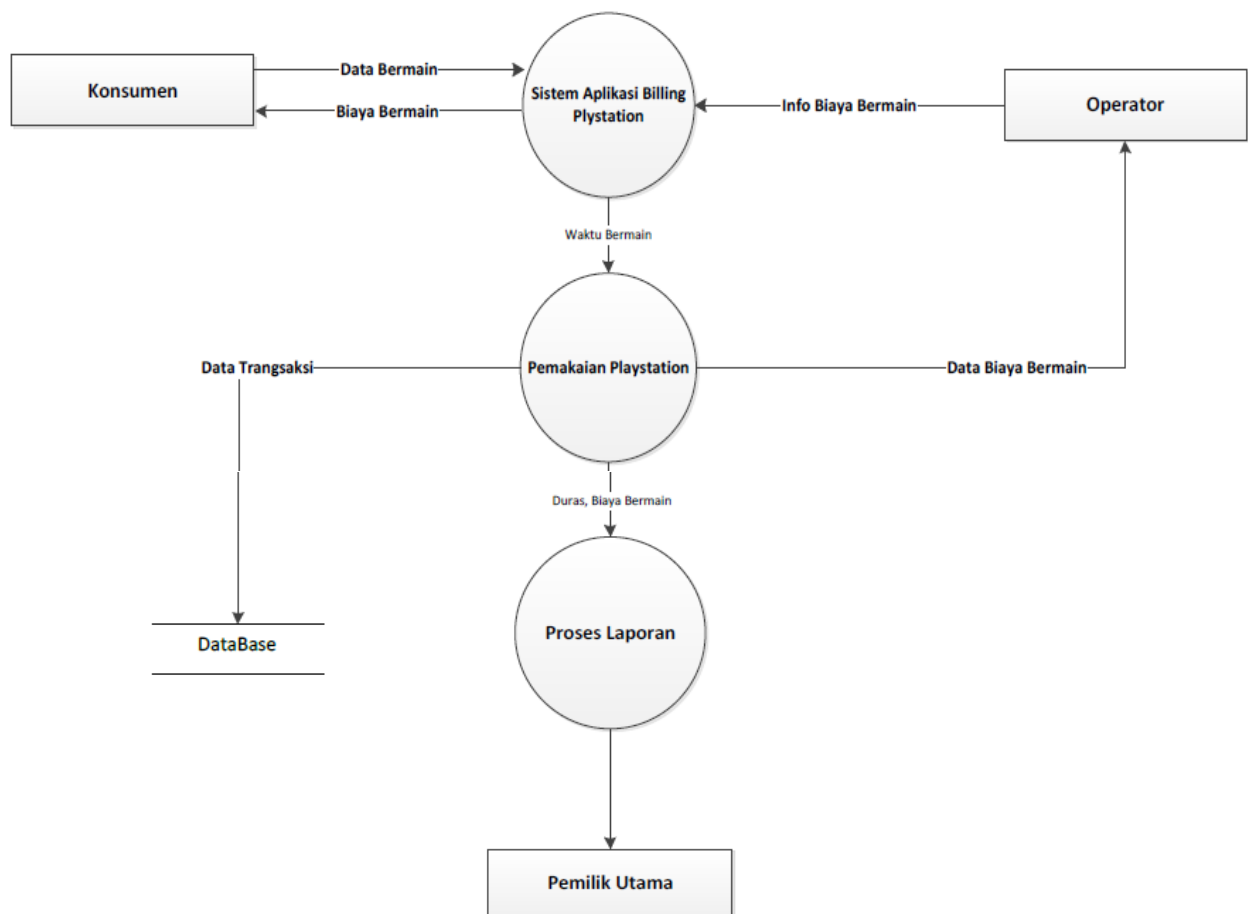 Konsumen
Data Bermain
Biaya Bermain
Sistem Aplikasi Billing
Plystation
Info Biaya Bermain
Operator
Waktu Bermain
Data Trangsaksi
Pemakaian Playstation
Data Biaya Bermain
Duras, Biaya Bermain
Proses Laporan
DataBase
Pemilik Utama